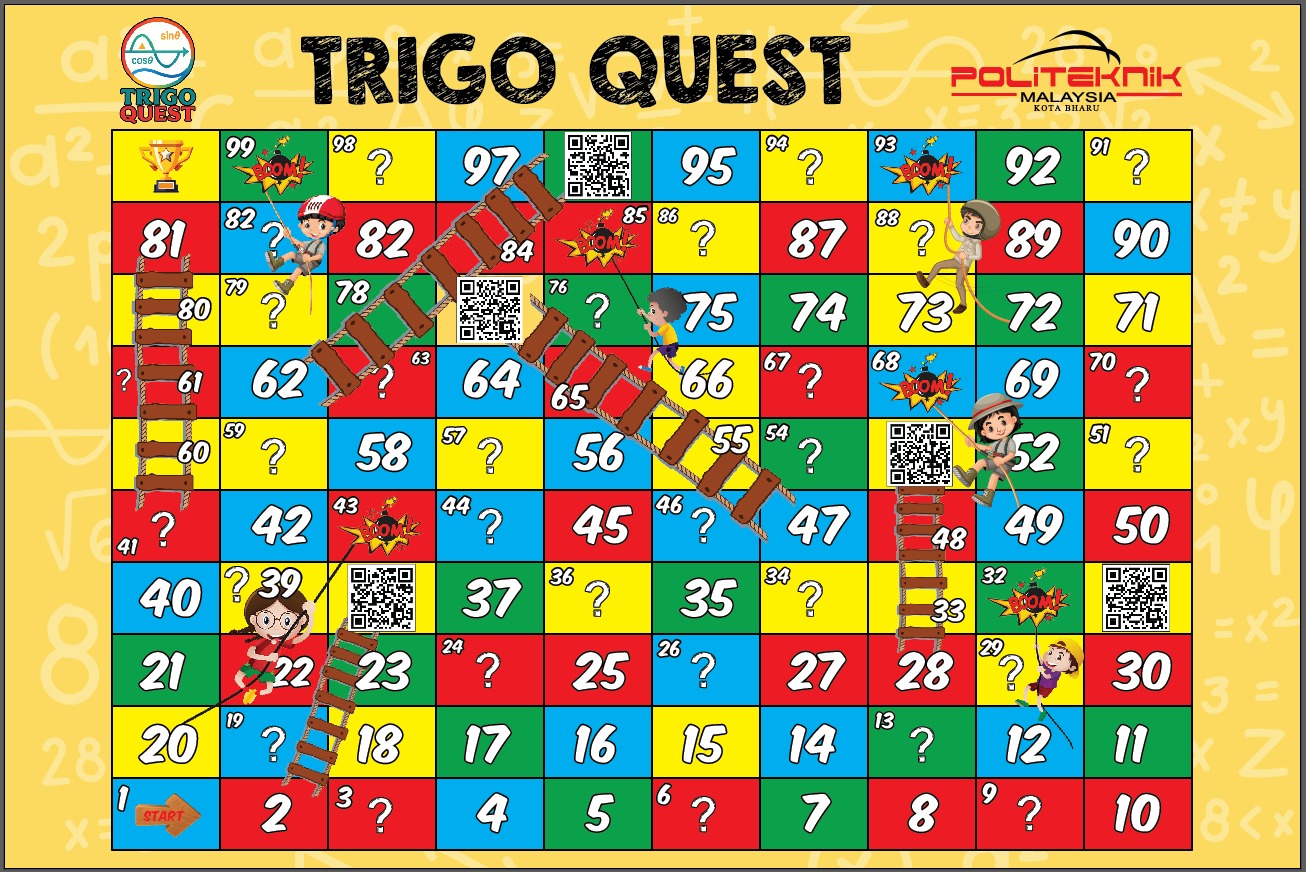 sinθ
cosθ
TRIGO
QUEST
TRIGO QUEST
POLITEKNIK
MALAYSIA
KOTA BHARU
99 BOOM! 98 ? 97 95 94 ? 93 BOOM! 92 91 ?
81 82 ? 82 84 85 BOOM! 86 ? 87 88 ? 89 90
80 79 ? 78 76 ? 75 74 73 72 71
? 61 62 63 ? 64 65 66 67 ? 68 BOOM! 69 70 ?
60 59 ? 58 57 ? 56 55 54 ? 52 51 ?
41 ? 42 43 BOOM! 44 ? 45 46 ? 47 48 49 50
40 ? 39 37 36 ? 35 34 ? 33 32 BOOM!
21 22 23 24 ? 25 26 ? 27 28 29 ? 30
20 19 ? 18 17 16 15 14 13 ? 12 11
1 START 2 3 ? 4 5 6 ? 7 8 9 ? 10